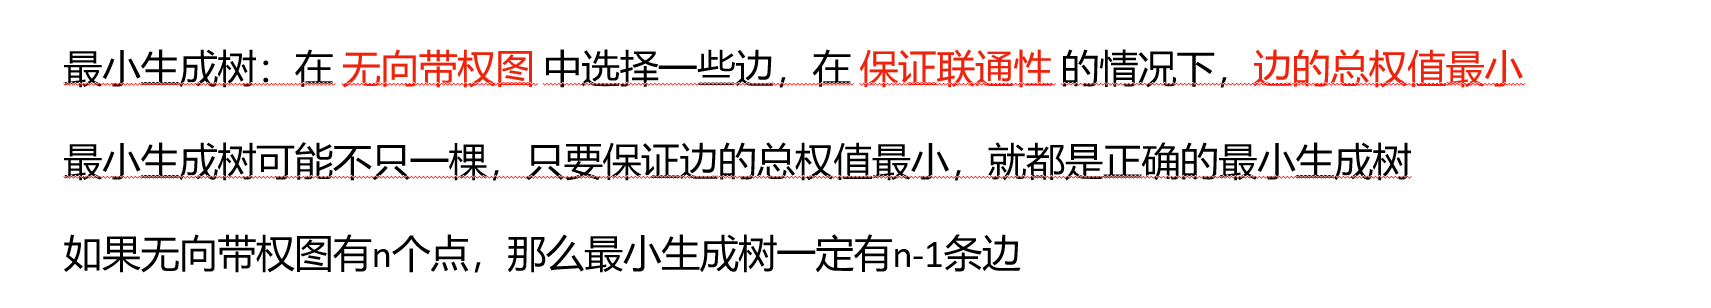 最小生成树：在 无向带权图 中选择一些边，在 保证联通性 的情况下，边的总权值最小
最小生成树可能不只一棵，只要保证边的总权值最小，就都是正确的最小生成树
如果无向带权图有n个点，那么最小生成树一定有n-1条边